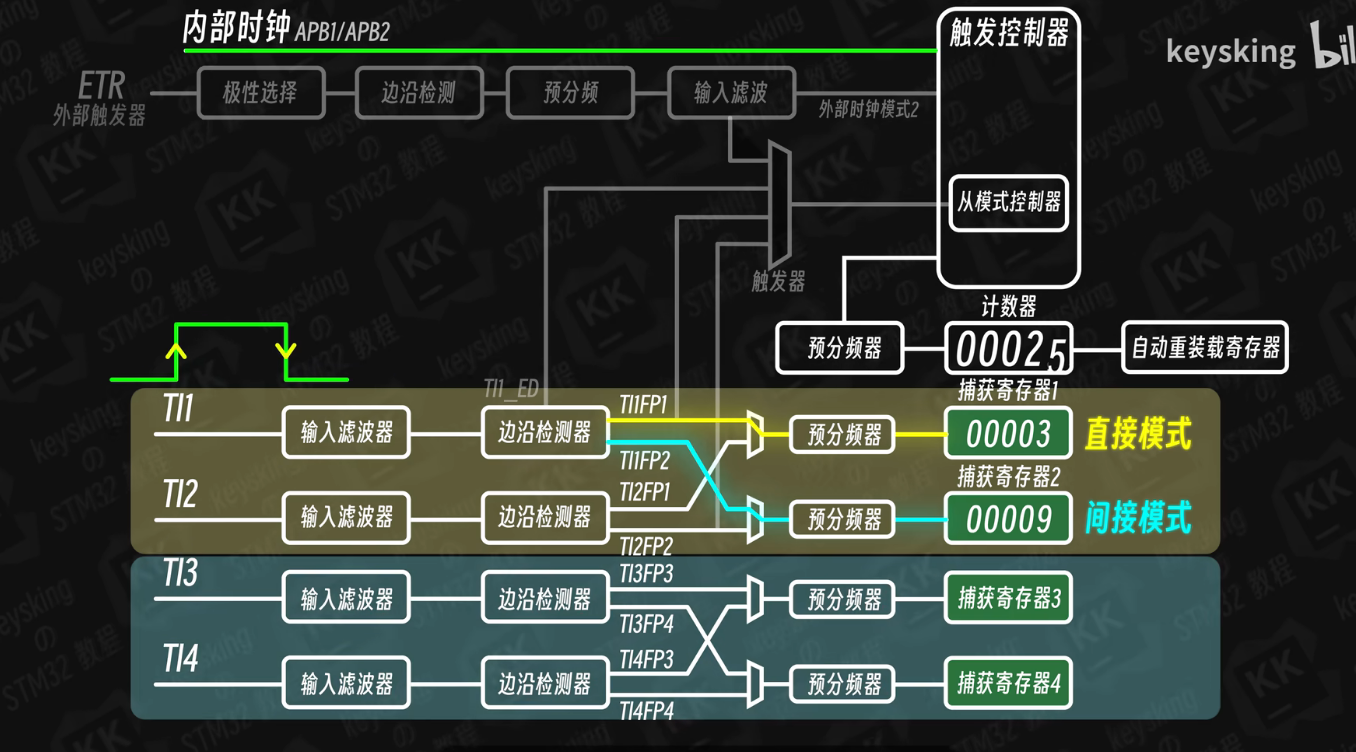 内部时钟 APB1/APB2
触发控制器
keysking bil
ETR
外部触发器
极性选择
边沿检测
预分频
输入滤波
外部时钟模式2
从模式控制器
触发器
计数器
预分频器
00025
自动重装载寄存器
TI1_ED
捕获寄存器1
TI1
输入滤波器
边沿检测器
TI1FP1
预分频器
00003
直接模式
TI1FP2
捕获寄存器2
TI2
输入滤波器
边沿检测器
TI2FP1
预分频器
00009
间接模式
TI2FP2
TI3
输入滤波器
边沿检测器
TI3FP3
预分频器
捕获寄存器3
TI3FP4
TI4
输入滤波器
边沿检测器
TI4FP3
预分频器
捕获寄存器4
TI4FP4
keysking
の
STM32 教程
KK